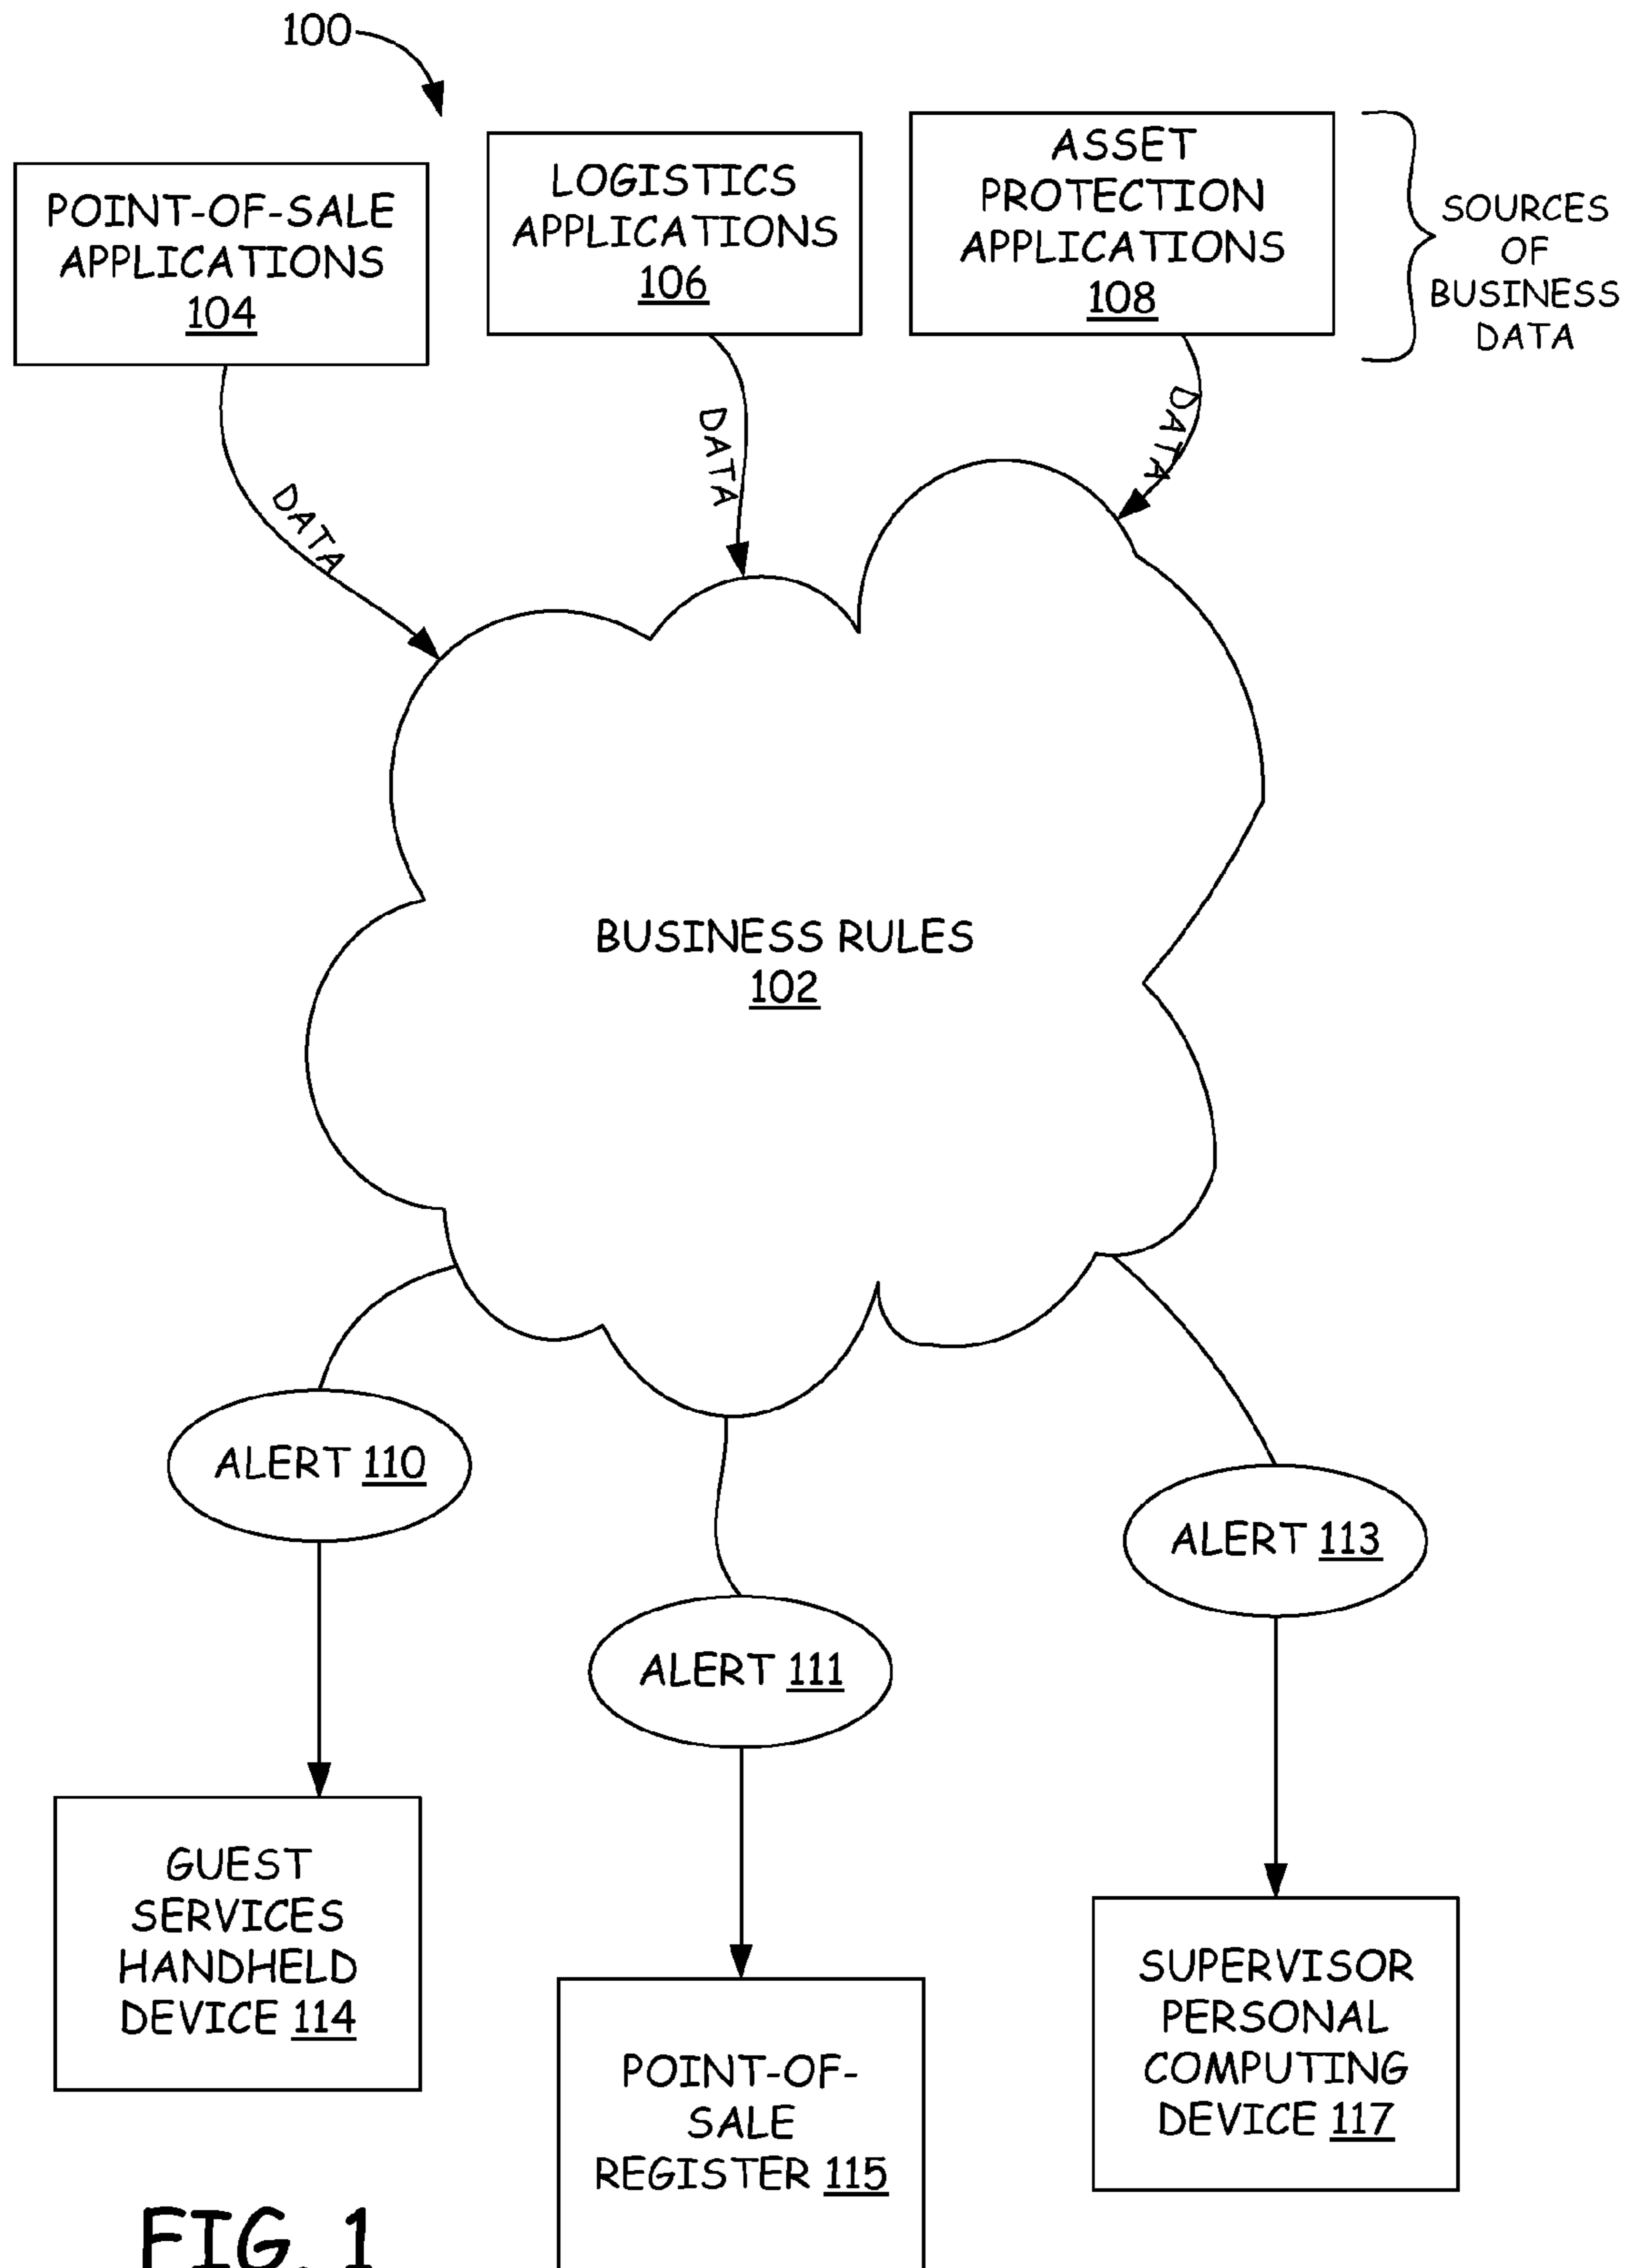 100
POINT-OF-SALE
APPLICATIONS
104
LOGISTICS
APPLICATIONS
106
ASSET
PROTECTION
APPLICATIONS
108
SOURCES
OF
BUSINESS
DATA
DATA
DATA
DATA
BUSINESS RULES
102
ALERT 110
ALERT 111
ALERT 113
GUEST
SERVICES
HANDHELD
DEVICE 114
POINT-OF-
SALE
REGISTER 115
SUPERVISOR
PERSONAL
COMPUTING
DEVICE 117
FIG. 1